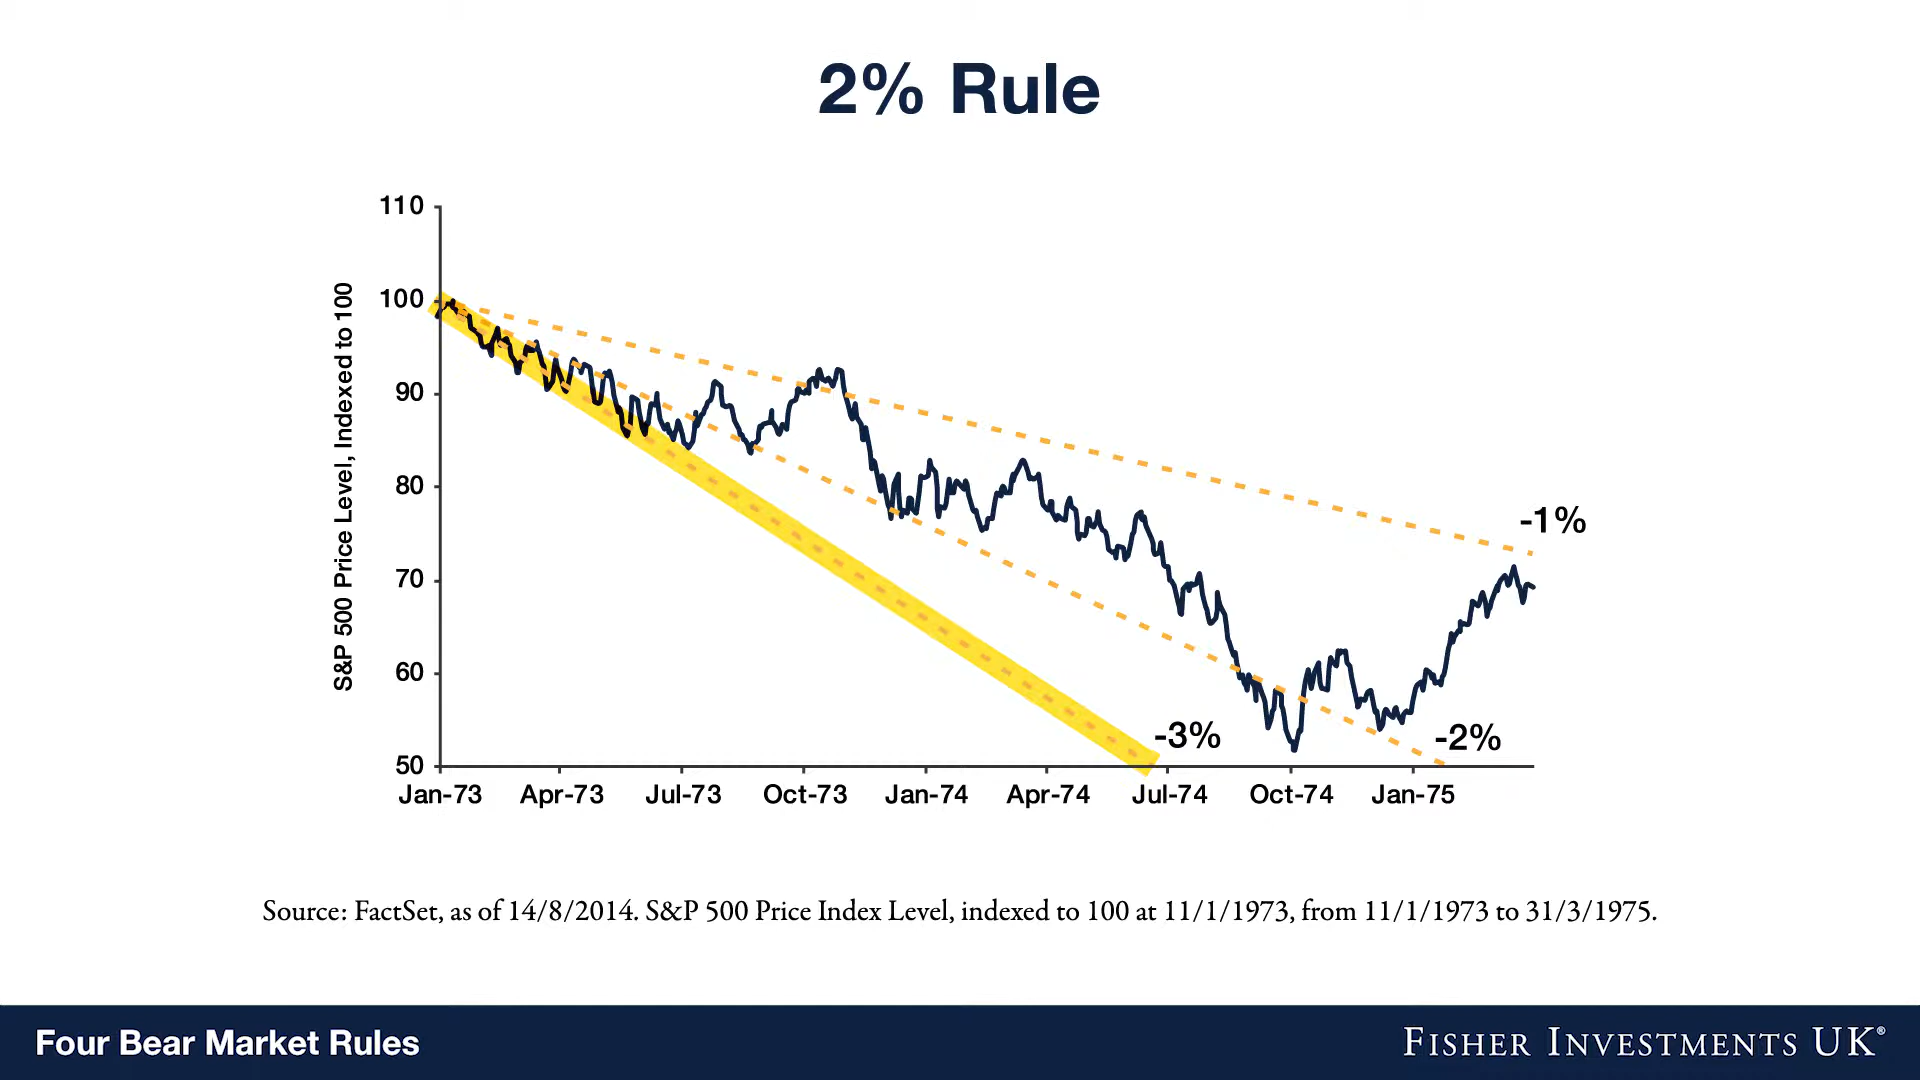 2% Rule
S&P 500 Price Level, Indexed to 100
110
100
90
80
70
60
50
Jan-73 Apr-73 Jul-73 Oct-73 Jan-74 Apr-74 Jul-74 Oct-74 Jan-75
-1%
-3%
-2%
Source: FactSet, as of 14/8/2014. S&P 500 Price Index Level, indexed to 100 at 11/1/1973, from 11/1/1973 to 31/3/1975.
Four Bear Market Rules
FISHER INVESTMENTS UK®